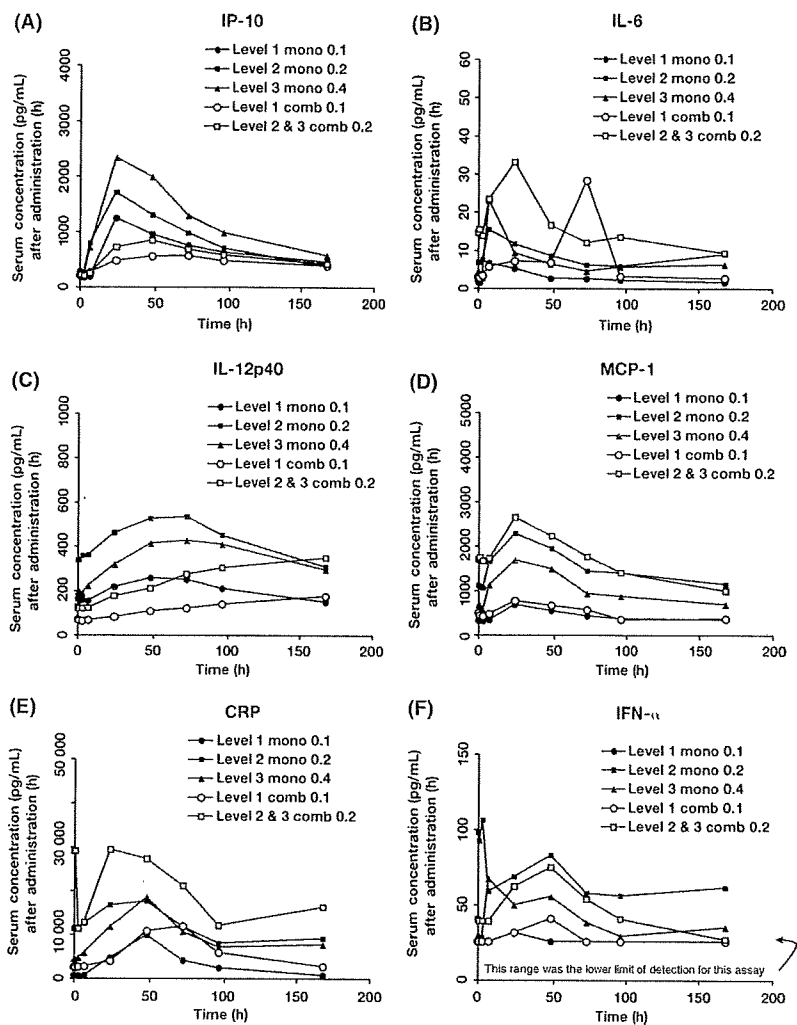 (A)
IP-10
Level 1 mono 0.1
Level 2 mono 0.2
Level 3 mono 0.4
Level 1 comb 0.1
Level 2 & 3 comb 0.2
Serum concentration (pg/mL)
after administration (h)
4000
3000
2000
1000
0
0
50
100
150
200
Time (h)
(B)
IL-6
Level 1 mono 0.1
Level 2 mono 0.2
Level 3 mono 0.4
Level 1 comb 0.1
Level 2 & 3 comb 0.2
Serum concentration (pg/mL)
after administration (h)
60
50
40
30
20
10
0
0
50
100
150
200
Time (h)
(C)
IL-12p40
Level 1 mono 0.1
Level 2 mono 0.2
Level 3 mono 0.4
Level 1 comb 0.1
Level 2 & 3 comb 0.2
Serum concentration (pg/mL)
after administration (h)
1000
800
600
400
200
0
0
50
100
150
200
Time (h)
(D)
MCP-1
Level 1 mono 0.1
Level 2 mono 0.2
Level 3 mono 0.4
Level 1 comb 0.1
Level 2 & 3 comb 0.2
Serum concentration (pg/mL)
after administration (h)
5000
4000
3000
2000
1000
0
0
50
100
150
200
Time (h)
(E)
CRP
Level 1 mono 0.1
Level 2 mono 0.2
Level 3 mono 0.4
Level 1 comb 0.1
Level 2 & 3 comb 0.2
Serum concentration (pg/mL)
after administration (h)
50 000
30 000
10 000
0
0
50
100
150
200
Time (h)
(F)
IFN-α
Level 1 mono 0.1
Level 2 mono 0.2
Level 3 mono 0.4
Level 1 comb 0.1
Level 2 & 3 comb 0.2
Serum concentration (pg/mL)
after administration (h)
150
100
50
0
This range was the lower limit of detection for this assay
0
50
100
150
200
Time (h)